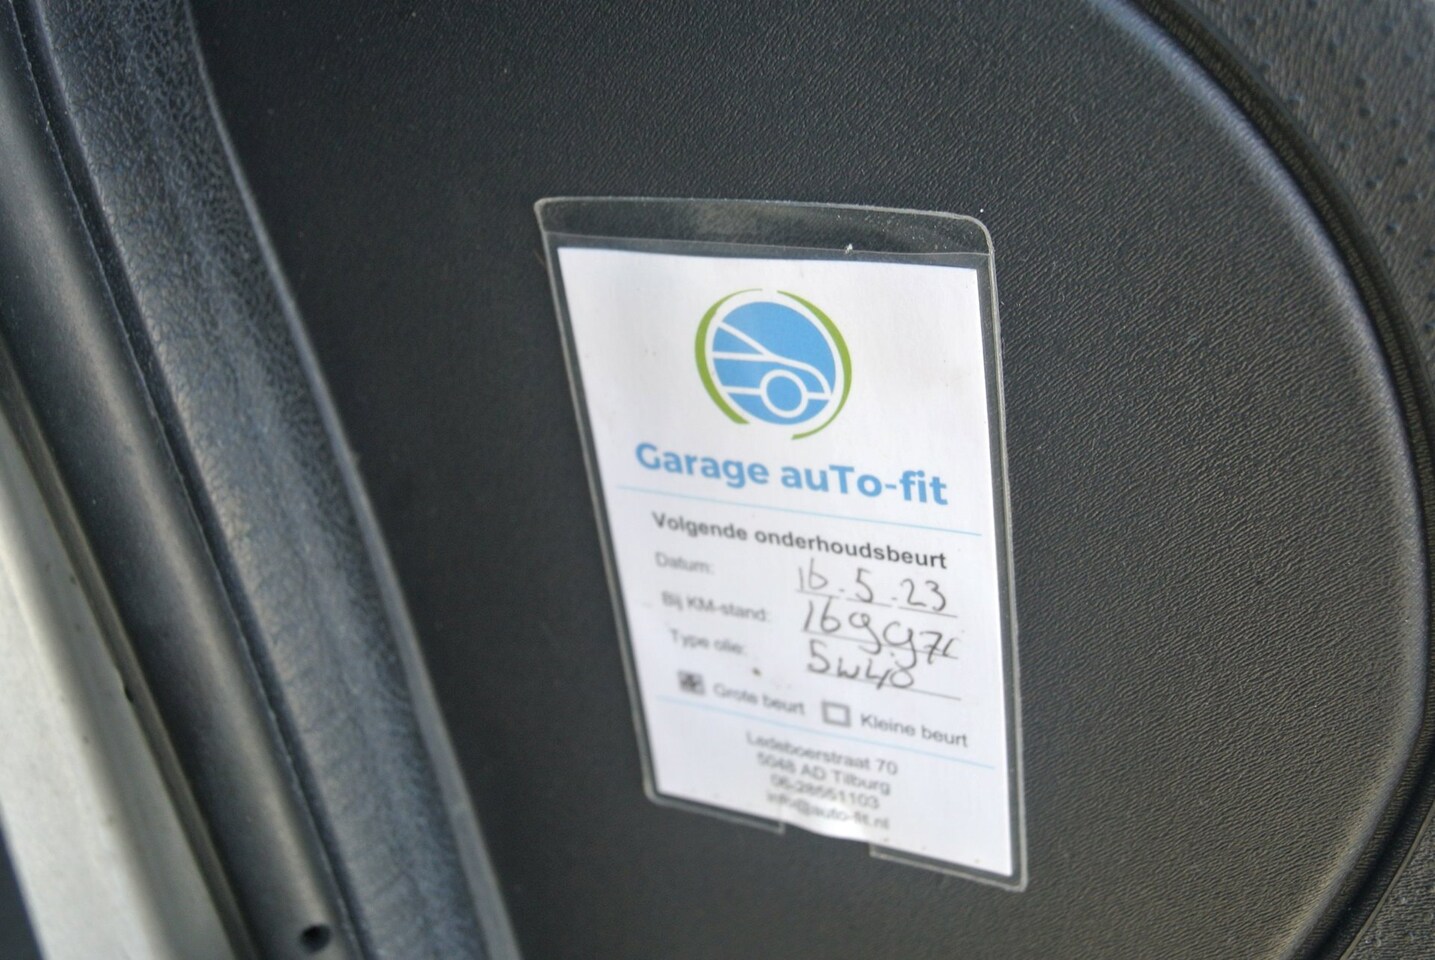 Garage auTo-fit
Volgende onderhoudsbeurt
Datum: 16.5.23
Bij KM-stand:
Type olie: 5W40
Grote beurt Kleine beurt
Ledeboerstraat 70
5048 AD Tilburg
06-28551103
info@auto-fit.nl